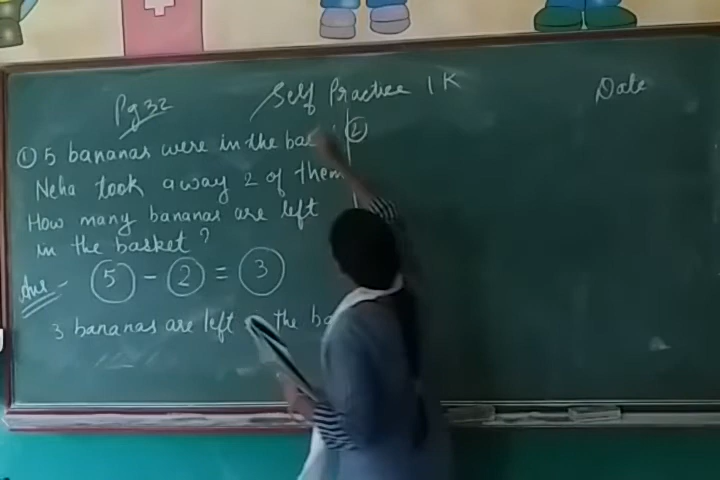 Pg 32
Self Practice 1K
Date
① 5 bananas were in the bas
Neha took away 2 of them
How many bananas are left
in the basket ?
Ans:- 5 - 2 = 3
3 bananas are left the ba
②